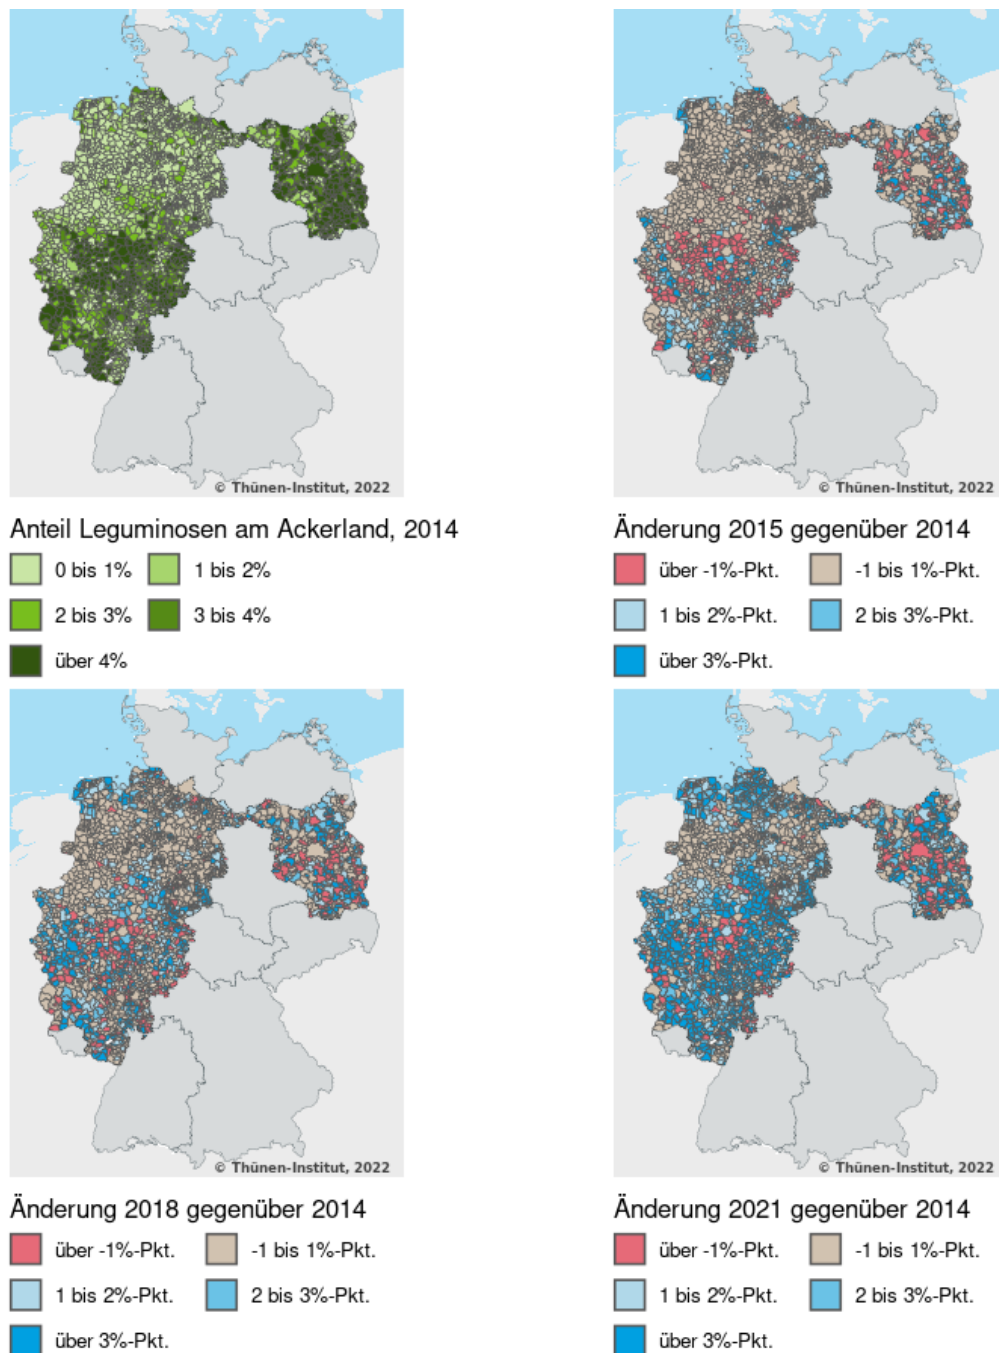 © Thünen-Institut, 2022
© Thünen-Institut, 2022
Anteil Leguminosen am Ackerland, 2014
0 bis 1% 1 bis 2%
2 bis 3% 3 bis 4%
über 4%
Änderung 2015 gegenüber 2014
über -1%-Pkt. -1 bis 1%-Pkt.
1 bis 2%-Pkt. 2 bis 3%-Pkt.
über 3%-Pkt.
© Thünen-Institut, 2022
© Thünen-Institut, 2022
Änderung 2018 gegenüber 2014
über -1%-Pkt. -1 bis 1%-Pkt.
1 bis 2%-Pkt. 2 bis 3%-Pkt.
über 3%-Pkt.
Änderung 2021 gegenüber 2014
über -1%-Pkt. -1 bis 1%-Pkt.
1 bis 2%-Pkt. 2 bis 3%-Pkt.
über 3%-Pkt.